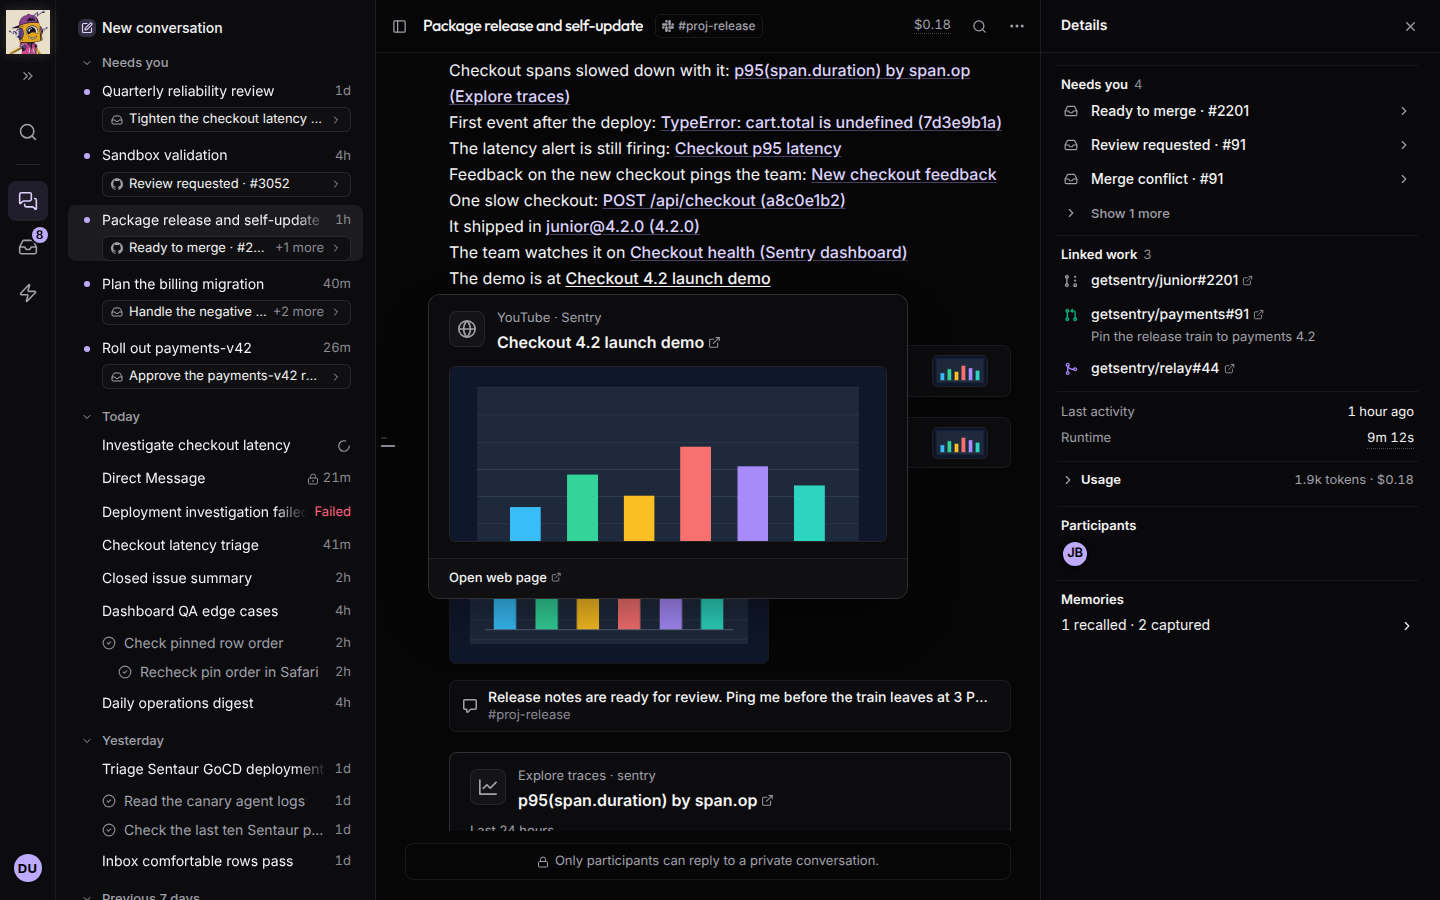 New conversation
Needs you
Quarterly reliability review 1d
Tighten the checkout latency ...
Sandbox validation 4h
Review requested · #3052
Package release and self-update 1h
Ready to merge · #2... +1 more
8
Plan the billing migration 40m
Handle the negative ... +2 more
Roll out payments-v42 26m
Approve the payments-v42 r...
Today
Investigate checkout latency
Direct Message 21m
Deployment investigation failed Failed
Checkout latency triage 41m
Closed issue summary 2h
Dashboard QA edge cases 4h
Check pinned row order 2h
Recheck pin order in Safari 2h
Daily operations digest 4h
Yesterday
Triage Sentaur GoCD deployment 1d
Read the canary agent logs 1d
Check the last ten Sentaur p... 1d
Inbox comfortable rows pass 1d
Previous 7 days
DU
Package release and self-update #proj-release $0.18
Checkout spans slowed down with it: p95(span.duration) by span.op
(Explore traces)
First event after the deploy: TypeError: cart.total is undefined (7d3e9b1a)
The latency alert is still firing: Checkout p95 latency
Feedback on the new checkout pings the team: New checkout feedback
One slow checkout: POST /api/checkout (a8c0e1b2)
It shipped in junior@4.2.0 (4.2.0)
The team watches it on Checkout health (Sentry dashboard)
The demo is at Checkout 4.2 launch demo
YouTube · Sentry
Checkout 4.2 launch demo
Open web page
Release notes are ready for review. Ping me before the train leaves at 3 P...
#proj-release
Explore traces · sentry
p95(span.duration) by span.op
Last 24 hours
Only participants can reply to a private conversation.
Details
Needs you 4
Ready to merge · #2201
Review requested · #91
Merge conflict · #91
Show 1 more
Linked work 3
getsentry/junior#2201
getsentry/payments#91
Pin the release train to payments 4.2
getsentry/relay#44
Last activity 1 hour ago
Runtime 9m 12s
Usage 1.9k tokens · $0.18
Participants
JB
Memories
1 recalled · 2 captured